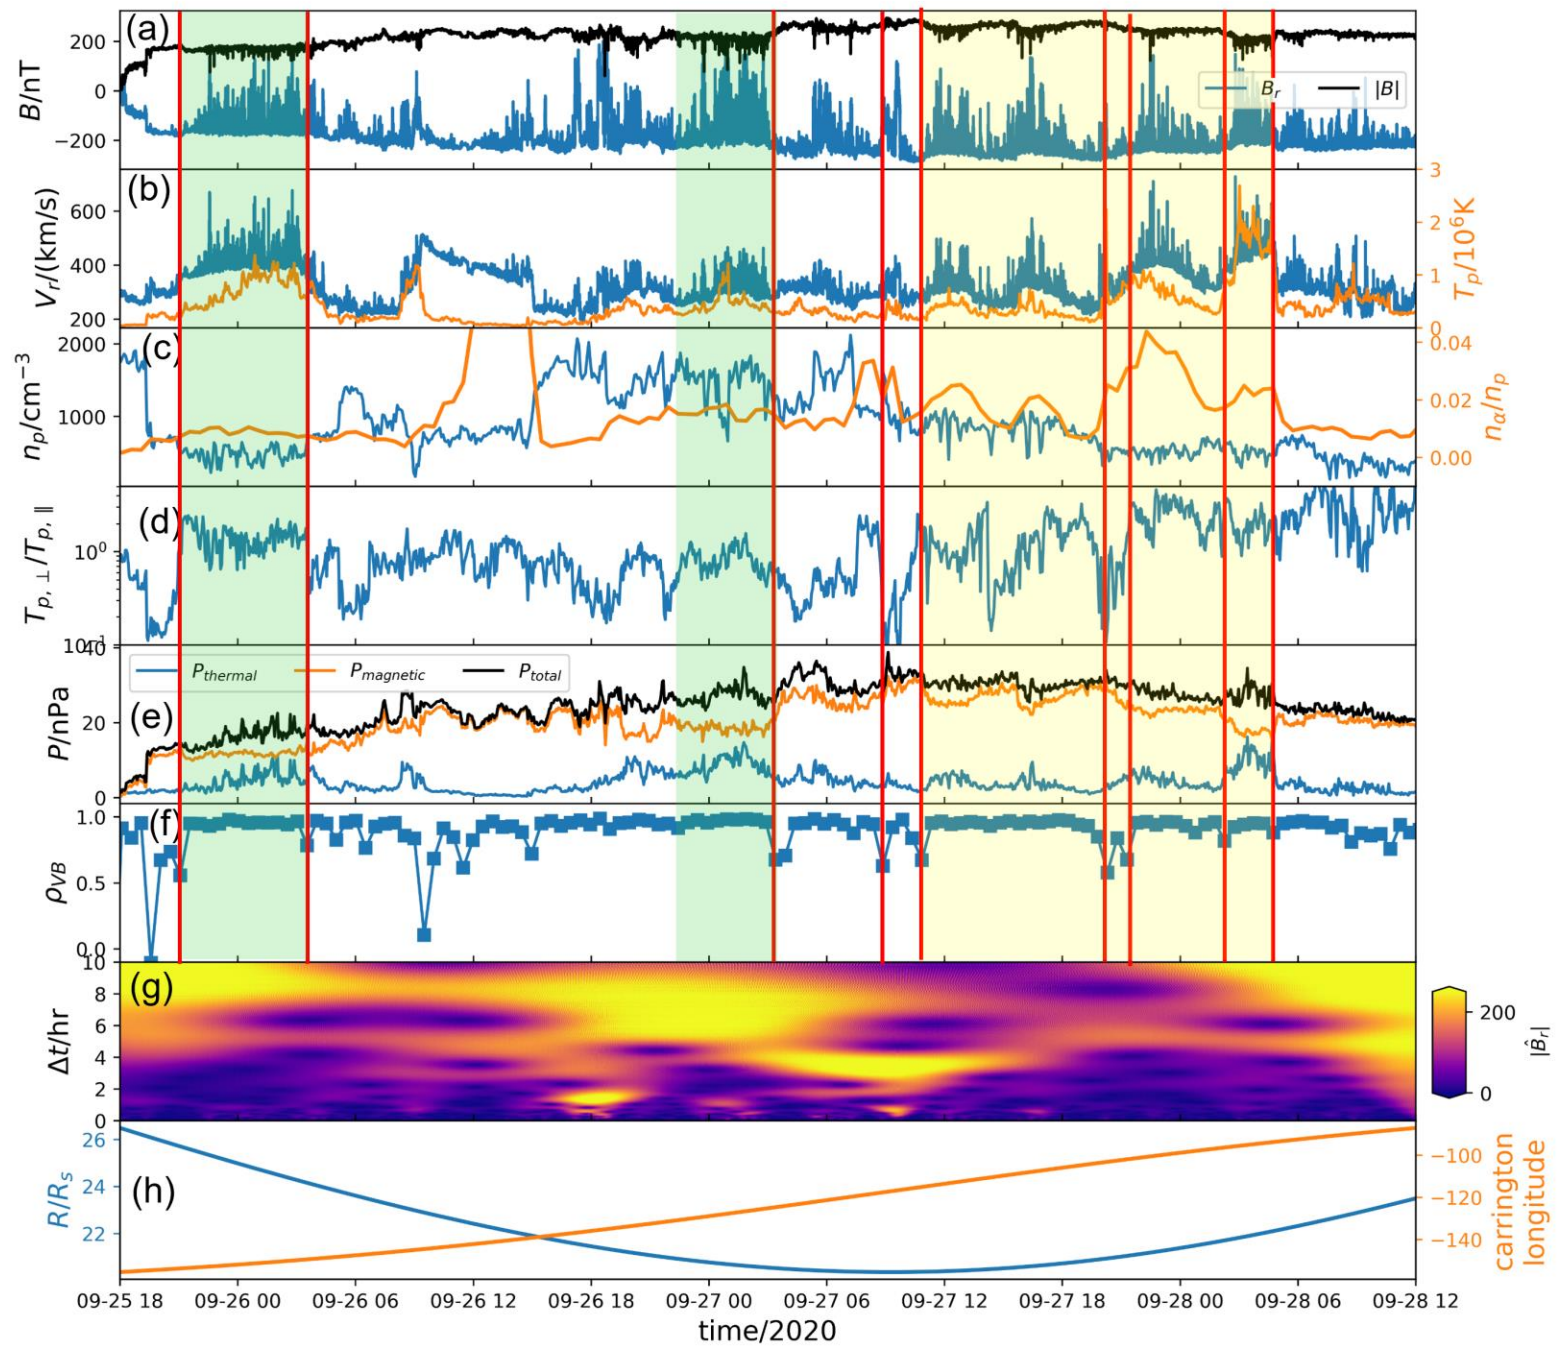 (a)
B/nT
200
0
−200
B_r |B|
(b)
V_r/(km/s)
600
400
200
3
2
1
0
T_p/10⁶K
(c)
n_p/cm⁻³
2000
1000
0.04
0.02
0.00
n_α/n_p
(d)
T_{p,⊥}/T_{p,∥}
10⁰
10⁻¹
(e)
P/nPa
40
20
0
P_thermal P_magnetic P_total
(f)
ρ_VB
1.0
0.5
0.0
(g)
Δt/hr
10
8
6
4
2
0
200
0
|B̂_r|
(h)
R/R_s
26
24
22
−100
−120
−140
carrington
longitude
09-25 18 09-26 00 09-26 06 09-26 12 09-26 18 09-27 00 09-27 06 09-27 12 09-27 18 09-28 00 09-28 06 09-28 12
time/2020